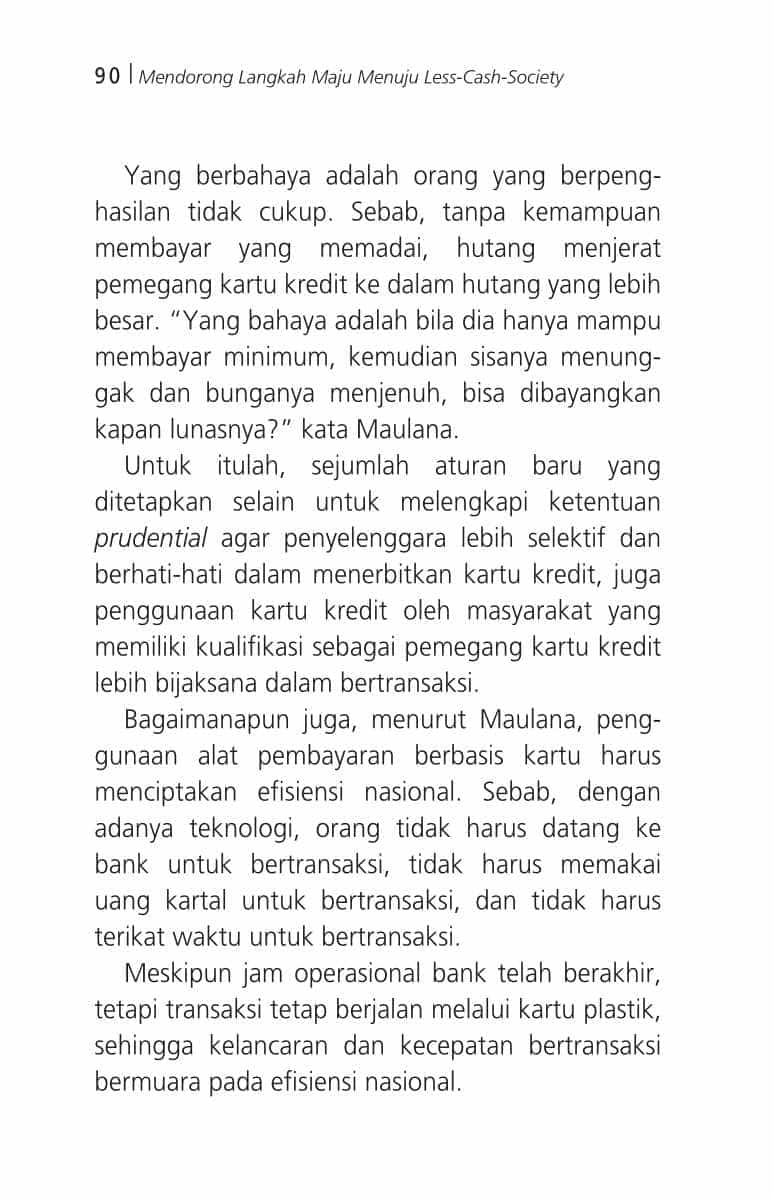 90 | Mendorong Langkah Maju Menuju Less-Cash-Society
Yang berbahaya adalah orang yang berpeng-
hasilan tidak cukup. Sebab, tanpa kemampuan
membayar yang memadai, hutang menjerat
pemegang kartu kredit ke dalam hutang yang lebih
besar. “Yang bahaya adalah bila dia hanya mampu
membayar minimum, kemudian sisanya menung-
gak dan bunganya menjenuh, bisa dibayangkan
kapan lunasnya?” kata Maulana.
Untuk itulah, sejumlah aturan baru yang
ditetapkan selain untuk melengkapi ketentuan
prudential agar penyelenggara lebih selektif dan
berhati-hati dalam menerbitkan kartu kredit, juga
penggunaan kartu kredit oleh masyarakat yang
memiliki kualifikasi sebagai pemegang kartu kredit
lebih bijaksana dalam bertransaksi.
Bagaimanapun juga, menurut Maulana, peng-
gunaan alat pembayaran berbasis kartu harus
menciptakan efisiensi nasional. Sebab, dengan
adanya teknologi, orang tidak harus datang ke
bank untuk bertransaksi, tidak harus memakai
uang kartal untuk bertransaksi, dan tidak harus
terikat waktu untuk bertransaksi.
Meskipun jam operasional bank telah berakhir,
tetapi transaksi tetap berjalan melalui kartu plastik,
sehingga kelancaran dan kecepatan bertransaksi
bermuara pada efisiensi nasional.